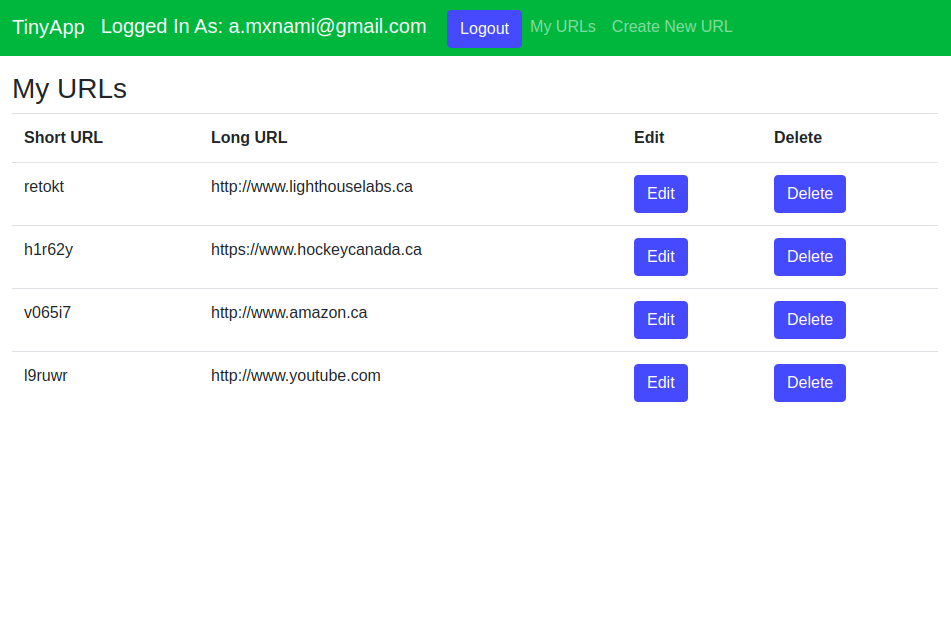 TinyApp Logged In As: a.mxnami@gmail.com Logout My URLs Create New URL
My URLs
Short URL Long URL Edit Delete
retokt http://www.lighthouselabs.ca Edit Delete
h1r62y https://www.hockeycanada.ca Edit Delete
v065i7 http://www.amazon.ca Edit Delete
l9ruwr http://www.youtube.com Edit Delete